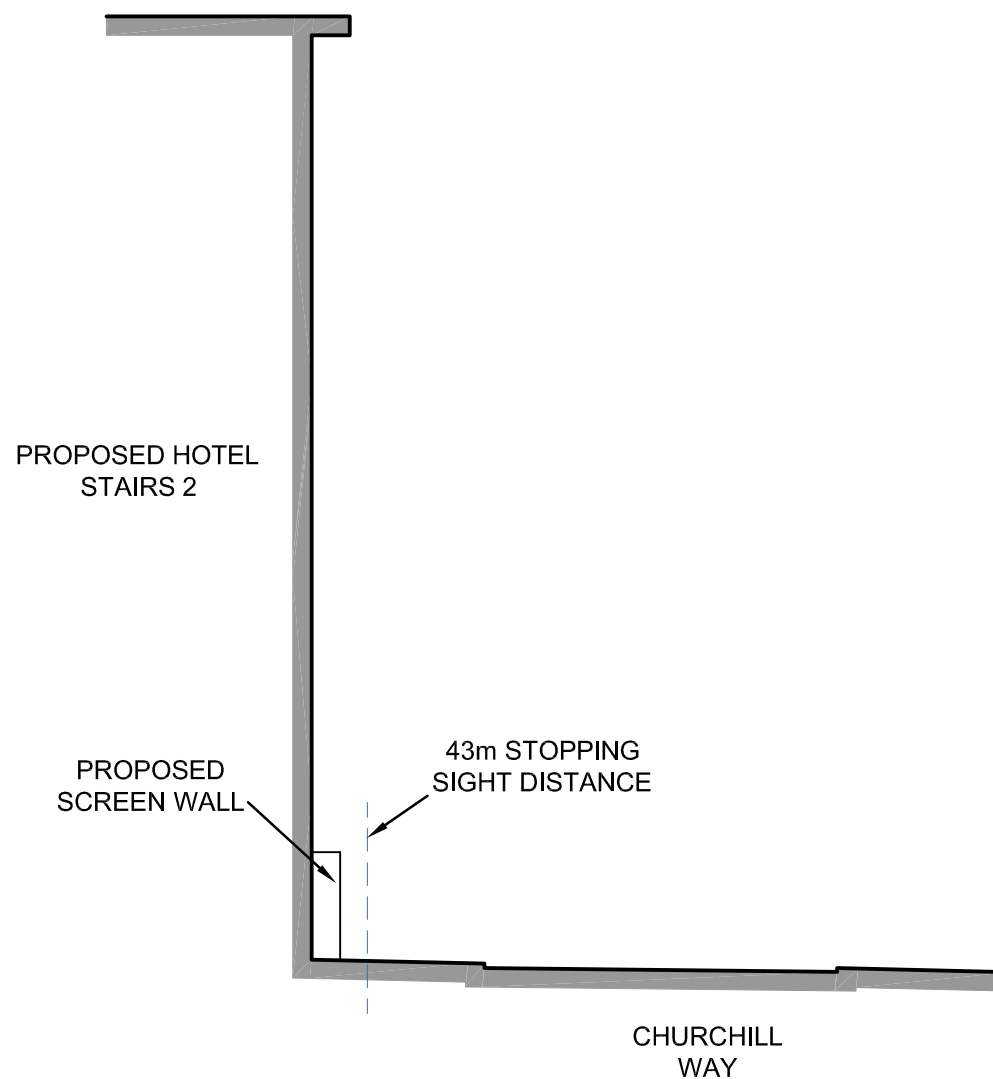 PROPOSED HOTEL
STAIRS 2
PROPOSED
SCREEN WALL
43m STOPPING
SIGHT DISTANCE
CHURCHILL
WAY